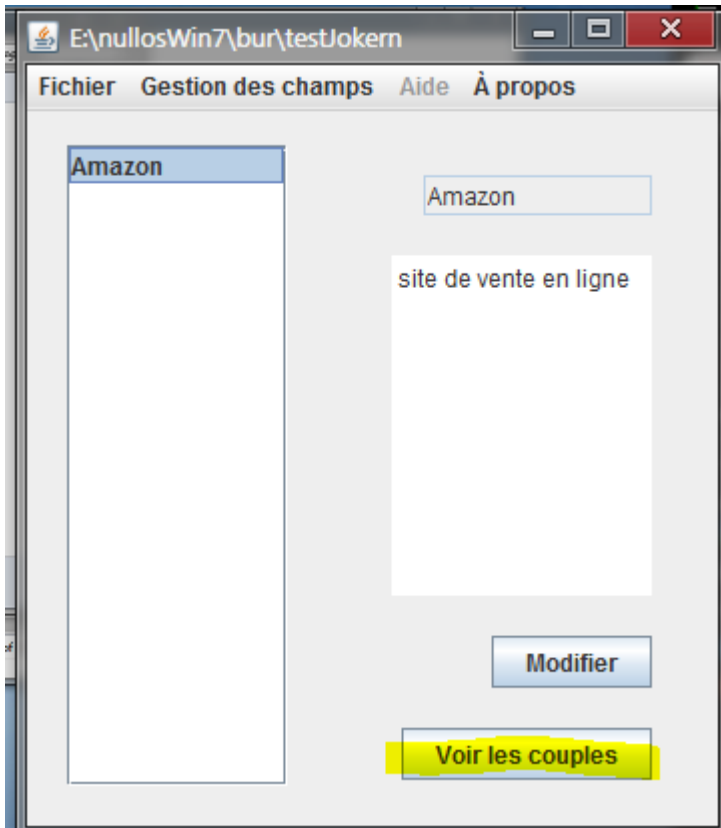 E:\nullosWin7\bur\testJokern
Fichier Gestion des champs Aide À propos
Amazon
Amazon
site de vente en ligne
Modifier
Voir les couples